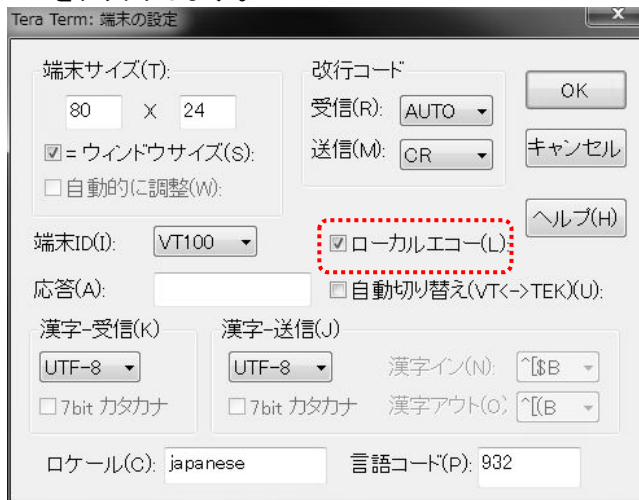 Tera Term: 端末の設定
端末サイズ(T):
80 X 24
= ウィンドウサイズ(S):
自動的に調整(W):
改行コード
受信(R): AUTO
送信(M): CR
OK
キャンセル
ヘルプ(H)
端末ID(I): VT100
ローカルエコー(L):
応答(A):
自動切り替え(VT<->TEK)(U):
漢字-受信(K)
UTF-8
7bit カタカナ
漢字-送信(J)
UTF-8
7bit カタカナ
漢字イン(N): ^[$B
漢字アウト(O): ^[(B
ロケール(C): japanese
言語コード(P): 932